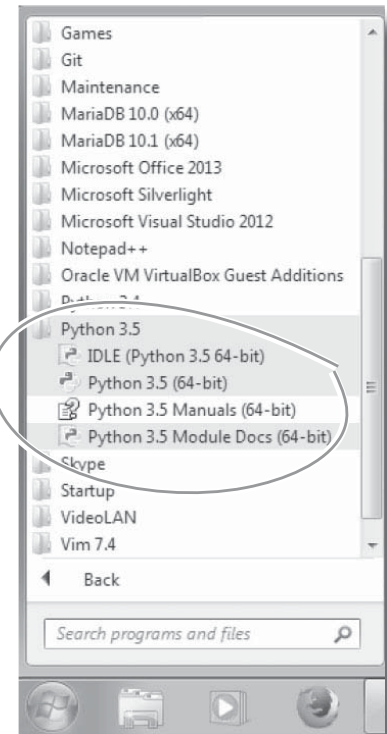 Games
Git
Maintenance
MariaDB 10.0 (x64)
MariaDB 10.1 (x64)
Microsoft Office 2013
Microsoft Silverlight
Microsoft Visual Studio 2012
Notepad++
Oracle VM VirtualBox Guest Additions
Python 3.4
Python 3.5
IDLE (Python 3.5 64-bit)
Python 3.5 (64-bit)
Python 3.5 Manuals (64-bit)
Python 3.5 Module Docs (64-bit)
Skype
Startup
VideoLAN
Vim 7.4
Back
Search programs and files